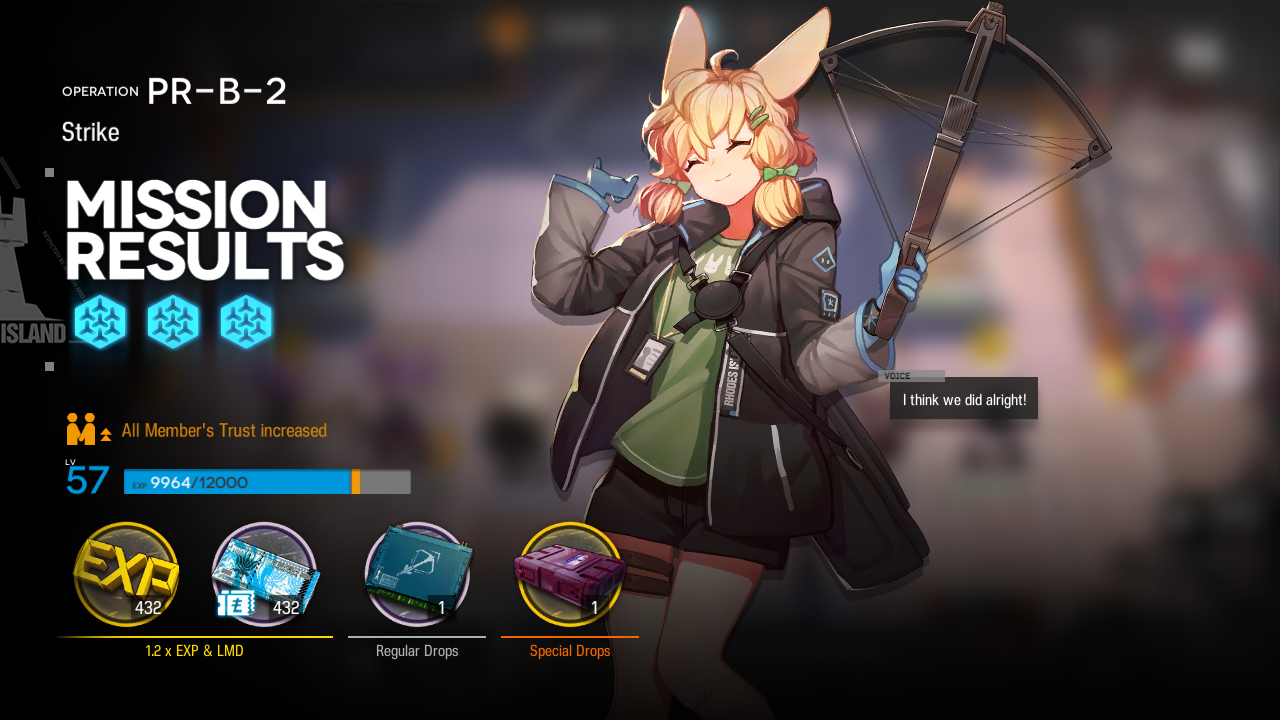 OPERATION PR-B-2
Strike
MISSION
RESULTS
ISLAND
All Member's Trust increased
LV
57
EXP 9964/12000
EXP
432
432
1
1
1.2 x EXP & LMD
Regular Drops
Special Drops
RHODES IS
VOICE
I think we did alright!